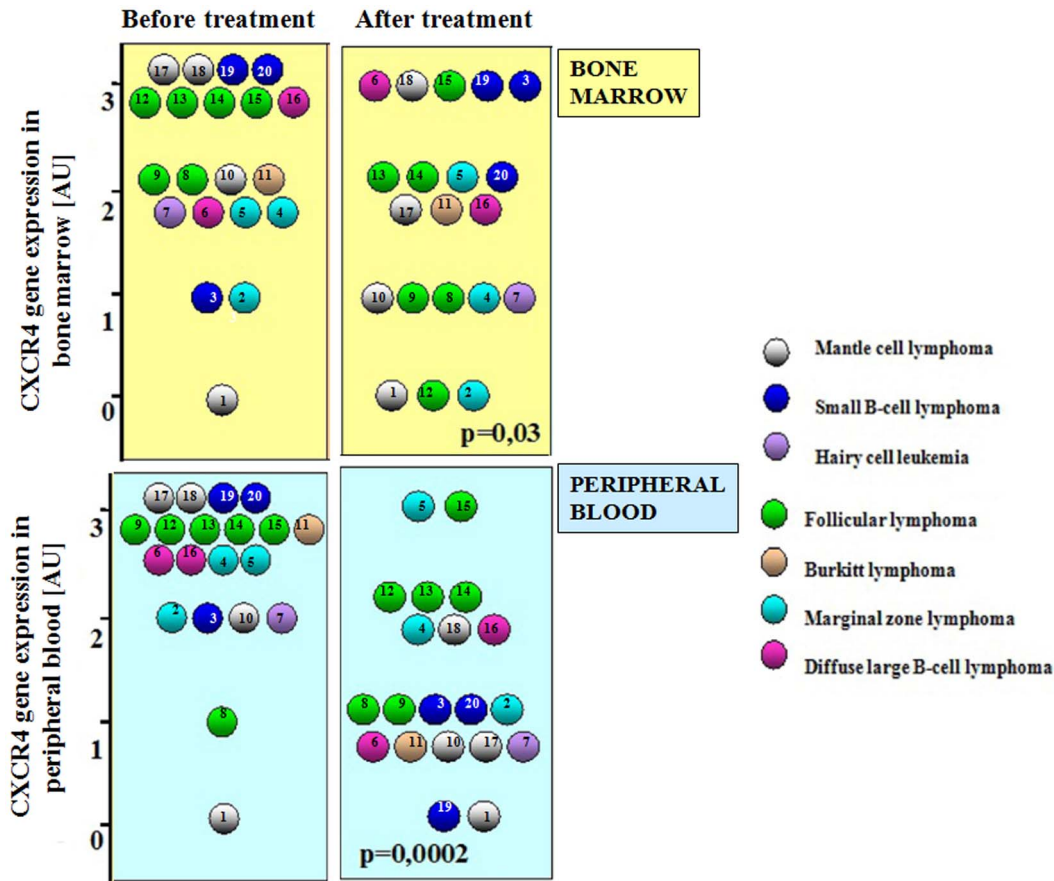 Before treatment
After treatment
CXCR4 gene expression in
bone marrow [AU]
3
2
1
0
17 18 19 20
12 13 14 15 16
9 8 10 11
7 6 5 4
3 2
1
6 18 15 19 3
13 14 5 20
17 11 16
10 9 8 4 7
1 12 2
p=0,03
BONE
MARROW
CXCR4 gene expression in
peripheral blood [AU]
3
2
1
0
17 18 19 20
9 12 13 14 15 11
6 16 4 5
2 3 10 7
8
1
5 15
12 13 14
4 18 16
8 9 3 20 2
6 11 10 17 7
19 1
p=0,0002
PERIPHERAL
BLOOD
Mantle cell lymphoma
Small B-cell lymphoma
Hairy cell leukemia
Follicular lymphoma
Burkitt lymphoma
Marginal zone lymphoma
Diffuse large B-cell lymphoma